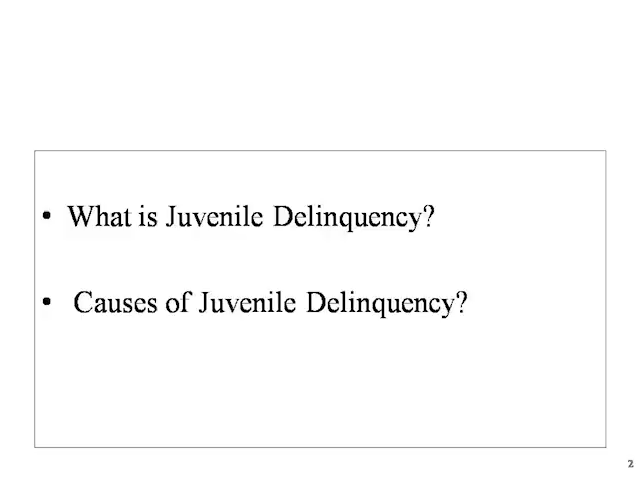 • What is Juvenile Delinquency?
• Causes of Juvenile Delinquency?
2